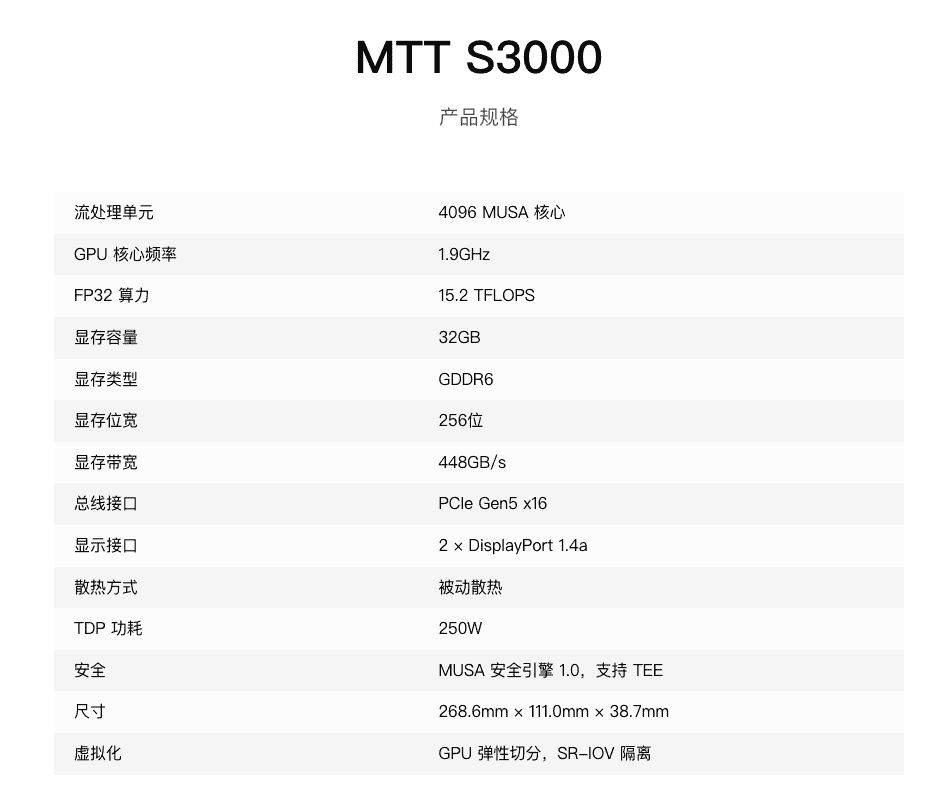 MTT S3000
产品规格
流处理单元 4096 MUSA 核心
GPU 核心频率 1.9GHz
FP32 算力 15.2 TFLOPS
显存容量 32GB
显存类型 GDDR6
显存位宽 256位
显存带宽 448GB/s
总线接口 PCIe Gen5 x16
显示接口 2 × DisplayPort 1.4a
散热方式 被动散热
TDP 功耗 250W
安全 MUSA 安全引擎 1.0，支持 TEE
尺寸 268.6mm × 111.0mm × 38.7mm
虚拟化 GPU 弹性切分，SR-IOV 隔离